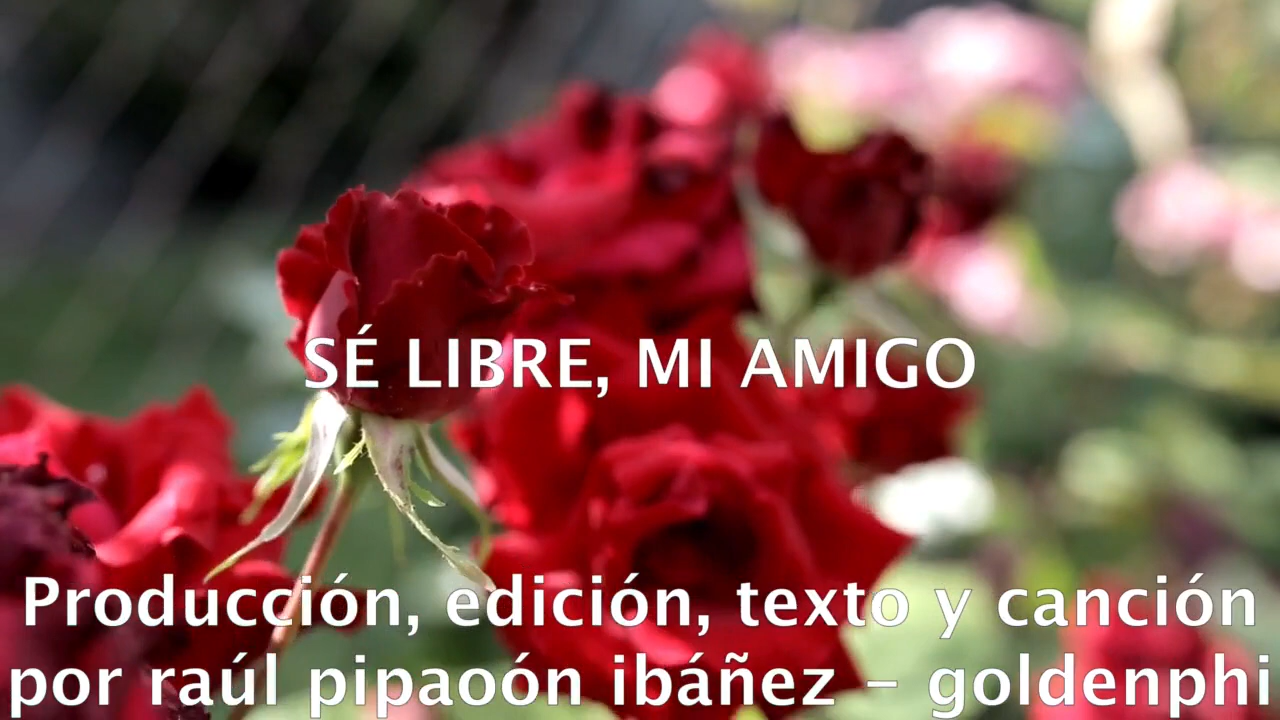 SÉ LIBRE, MI AMIGO
Producción, edición, texto y canción
por raúl pipaoón ibáñez - goldenphi